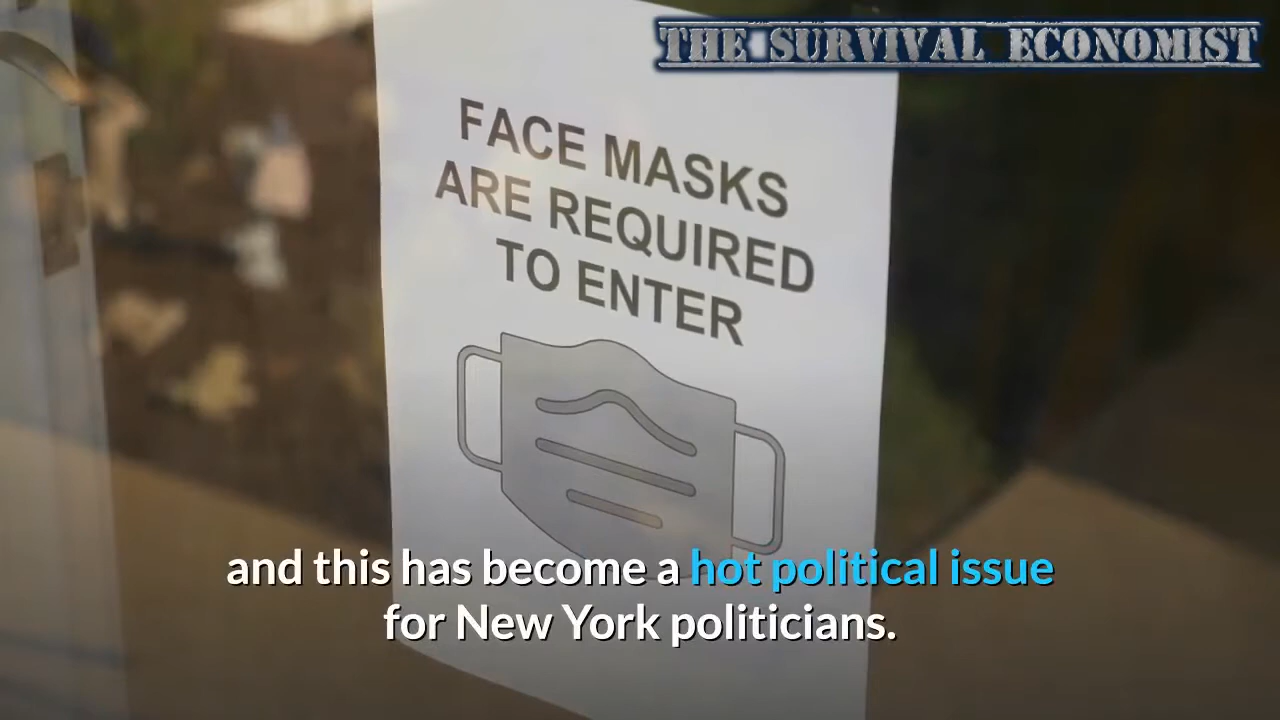 THE SURVIVAL ECONOMIST
FACE MASKS
ARE REQUIRED
TO ENTER
and this has become a hot political issue
for New York politicians.